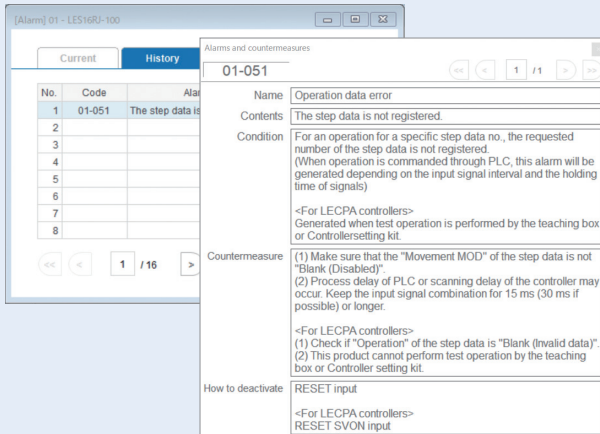 [Alarm] 01 - LES16RJ-100
Current
History
No. Code
1 01-051 The step data is
2
3
4
5
6
7
8
<< < 1 / 16 >
Alarms and countermeasures
01-051
<< < 1 / 1 > >>
Name Operation data error
Contents The step data is not registered.
Condition For an operation for a specific step data no., the requested
number of the step data is not registered.
(When operation is commanded through PLC, this alarm will be
generated depending on the input signal interval and the holding
time of signals)
<For LECPA controllers>
Generated when test operation is performed by the teaching box
or Controllersetting kit.
Countermeasure (1) Make sure that the "Movement MOD" of the step data is not
"Blank (Disabled)".
(2) Process delay of PLC or scanning delay of the controller may
occur. Keep the input signal combination for 15 ms (30 ms if
possible) or longer.
<For LECPA controllers>
(1) Check if "Operation" of the step data is "Blank (Invalid data)".
(2) This product cannot perform test operation by the teaching
box or Controller setting kit.
How to deactivate RESET input
<For LECPA controllers>
RESET SVON input